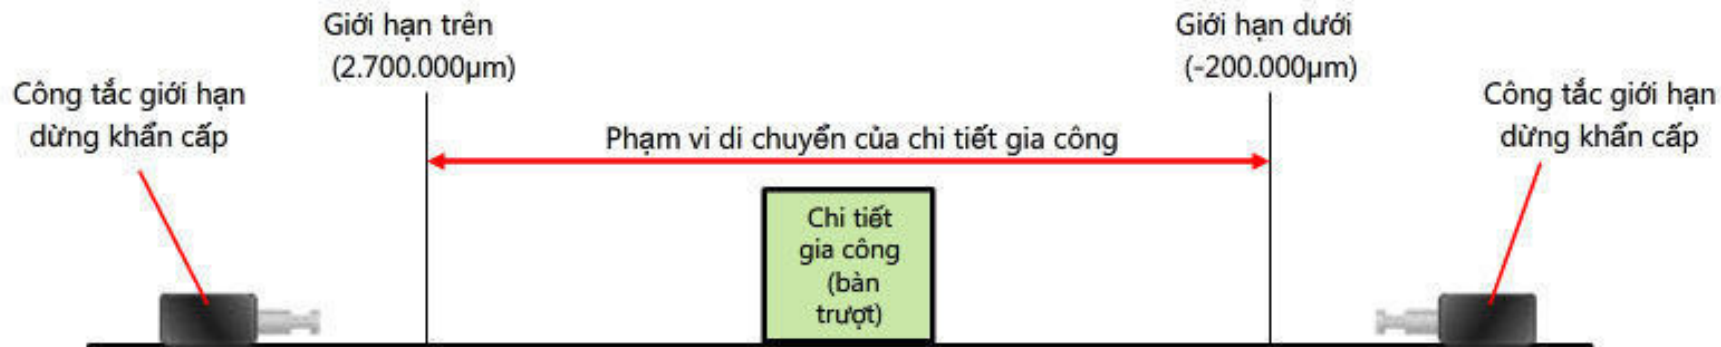 Giới hạn trên
(2.700.000µm)
Giới hạn dưới
(-200.000µm)
Công tắc giới hạn
dừng khẩn cấp
Công tắc giới hạn
dừng khẩn cấp
Phạm vi di chuyển của chi tiết gia công
Chi tiết
gia công
(bàn
trượt)